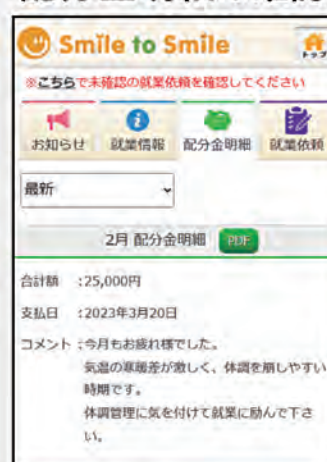 Smile to Smile
トップ
※こちらで未確認の就業依頼を確認してください
お知らせ 就業情報 配分金明細 就業依頼
最新
2月 配分金明細 PDF
合計額 :25,000円
支払日 :2023年3月20日
コメント :今月もお疲れ様でした。
気温の寒暖差が激しく、体調を崩しやすい
時期です。
体調管理に気を付けて就業に励んで下さ
い。